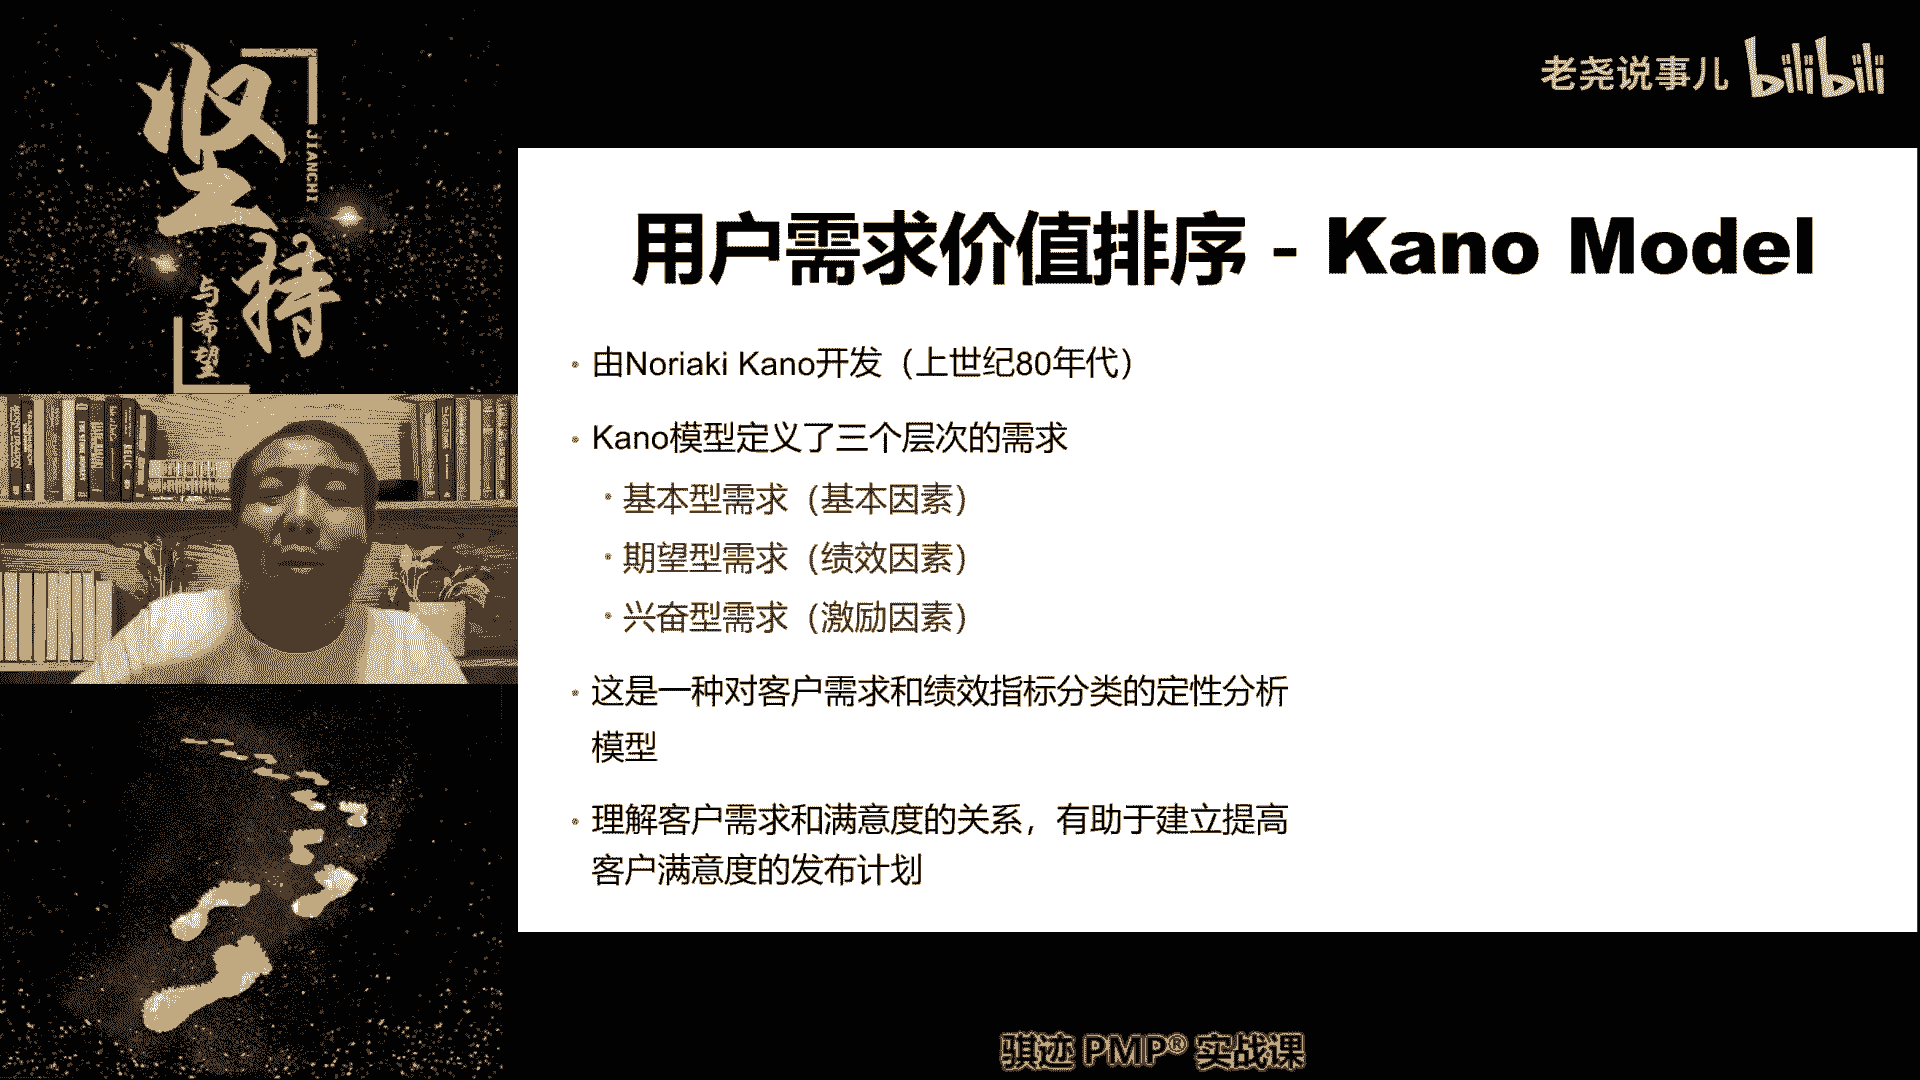 坚持
JIANCHI
与希望
老尧说事儿 bilibili
用户需求价值排序 - Kano Model
• 由Noriaki Kano开发（上世纪80年代）
• Kano模型定义了三个层次的需求
• 基本型需求（基本因素）
• 期望型需求（绩效因素）
• 兴奋型需求（激励因素）
• 这是一种对客户需求和绩效指标分类的定性分析
模型
• 理解客户需求和满意度的关系，有助于建立提高
客户满意度的发布计划
骐迹 PMP® 实战课